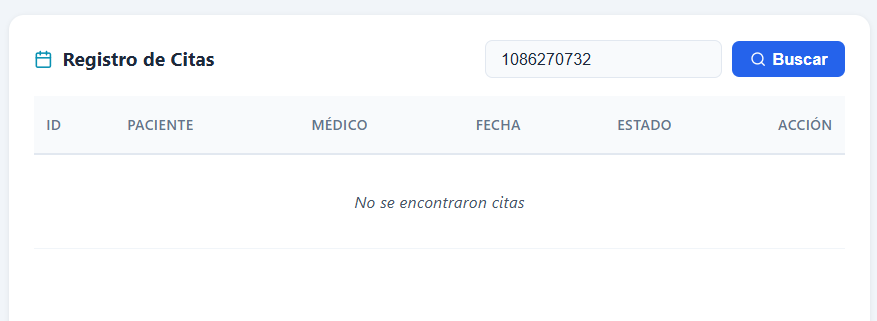 Registro de Citas
1086270732
Buscar
ID PACIENTE MÉDICO FECHA ESTADO ACCIÓN
No se encontraron citas